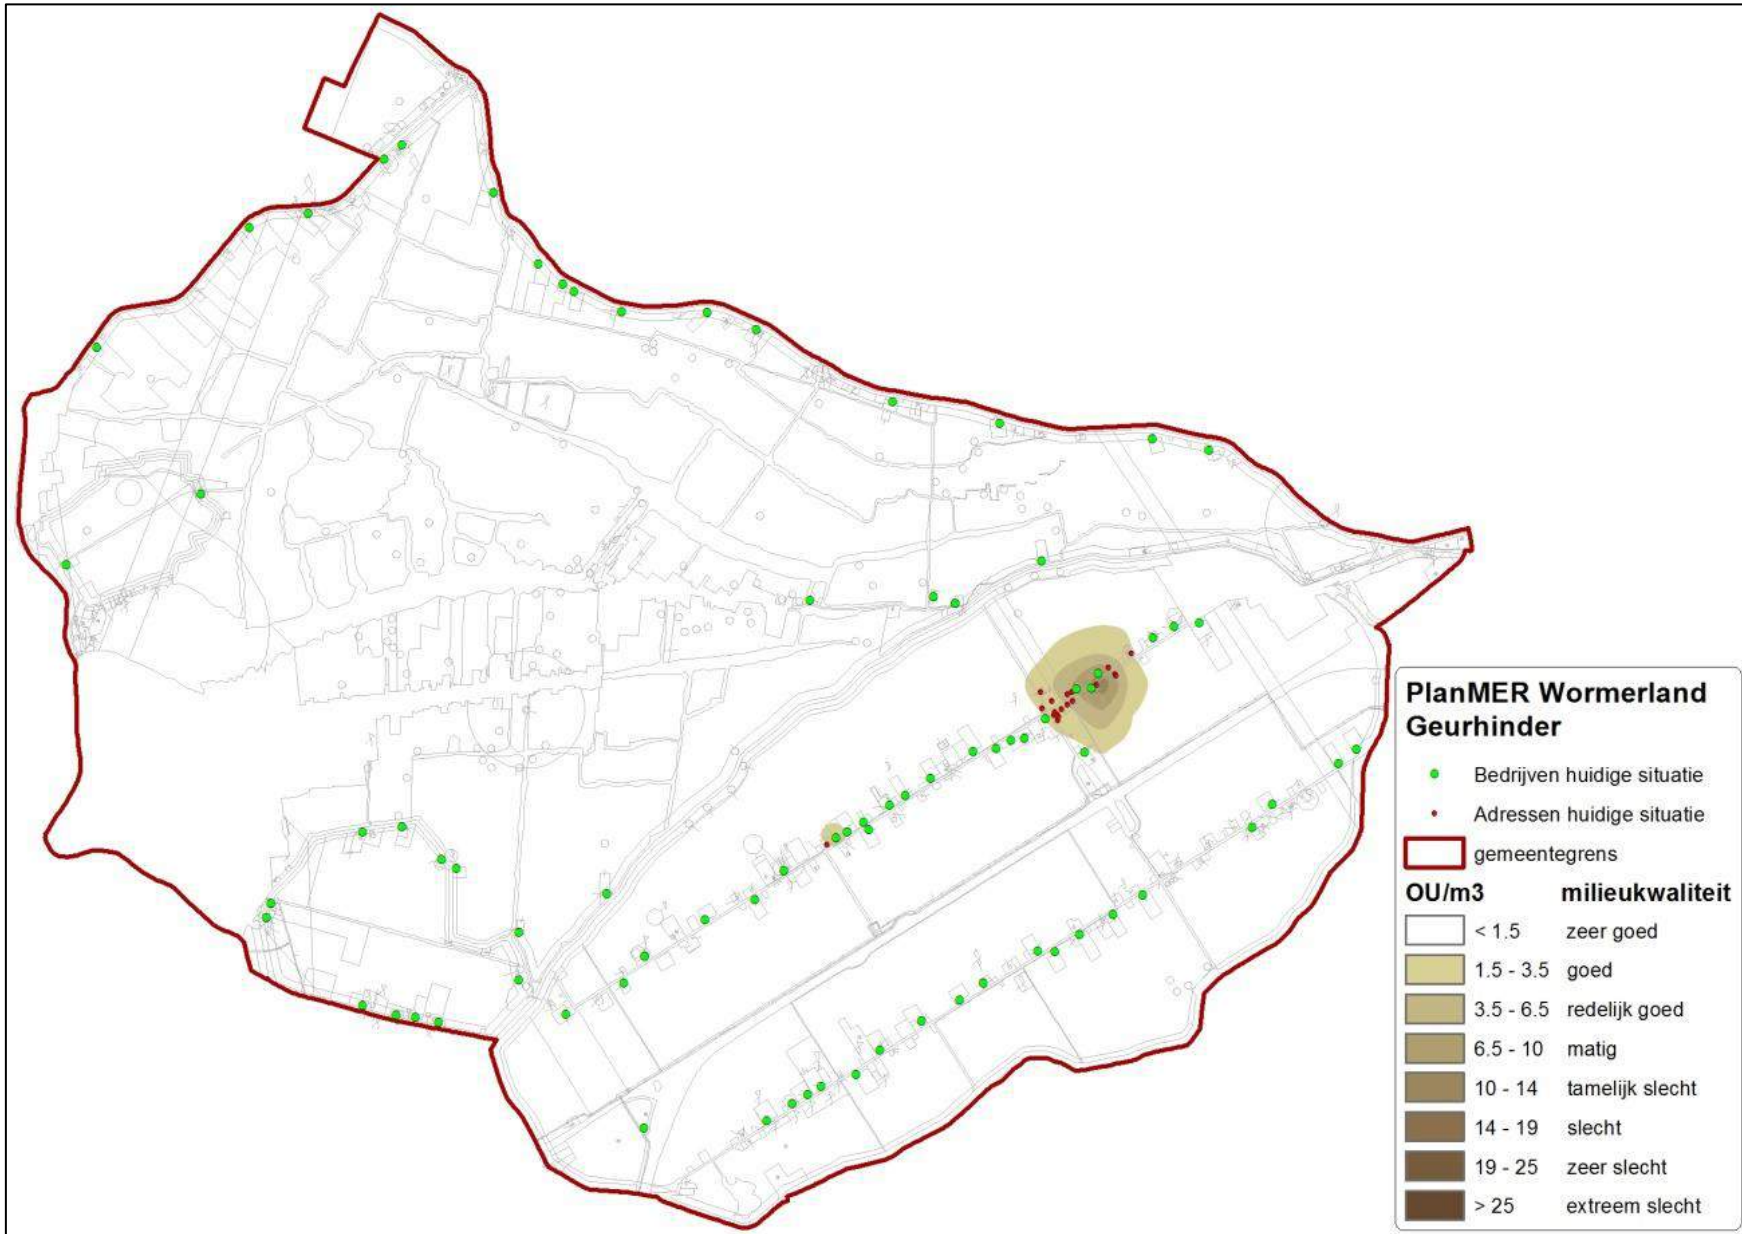 PlanMER Wormerland
Geurhinder
Bedrijven huidige situatie
Adressen huidige situatie
gemeentegrens
OU/m3 milieukwaliteit
< 1.5 zeer goed
1.5 - 3.5 goed
3.5 - 6.5 redelijk goed
6.5 - 10 matig
10 - 14 tamelijk slecht
14 - 19 slecht
19 - 25 zeer slecht
> 25 extreem slecht